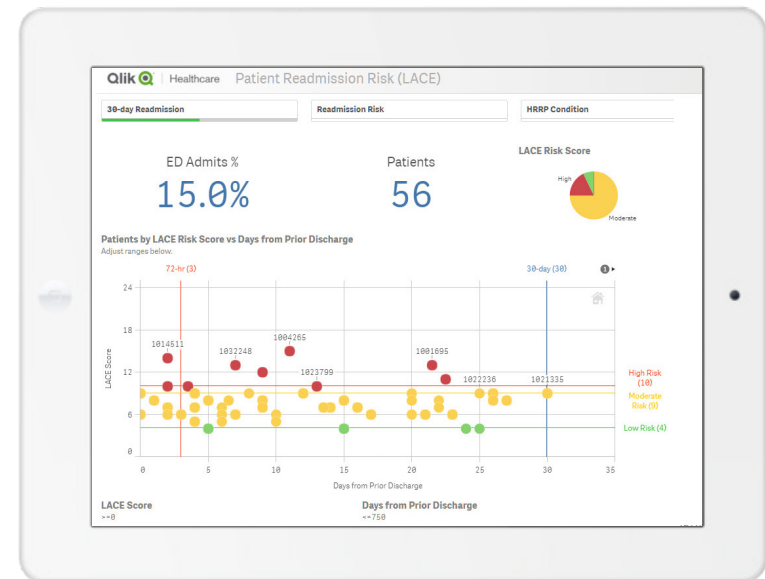 Qlik Q Healthcare Patient Readmission Risk (LACE)
30-day Readmission
Readmission Risk
HRRP Condition
ED Admits %
15.0%
Patients
56
LACE Risk Score
High
Moderate
Patients by LACE Risk Score vs Days from Prior Discharge
Adjust ranges below.
72-hr (3)
30-day (30)
1
24
18
12
6
0
LACE Score
1014511
1032248
1004265
1023799
1001695
1022236
1021335
High Risk
(10)
Moderate
Risk (9)
Low Risk (4)
0 5 10 15 20 25 30 35
Days from Prior Discharge
LACE Score
Days from Prior Discharge
<=750